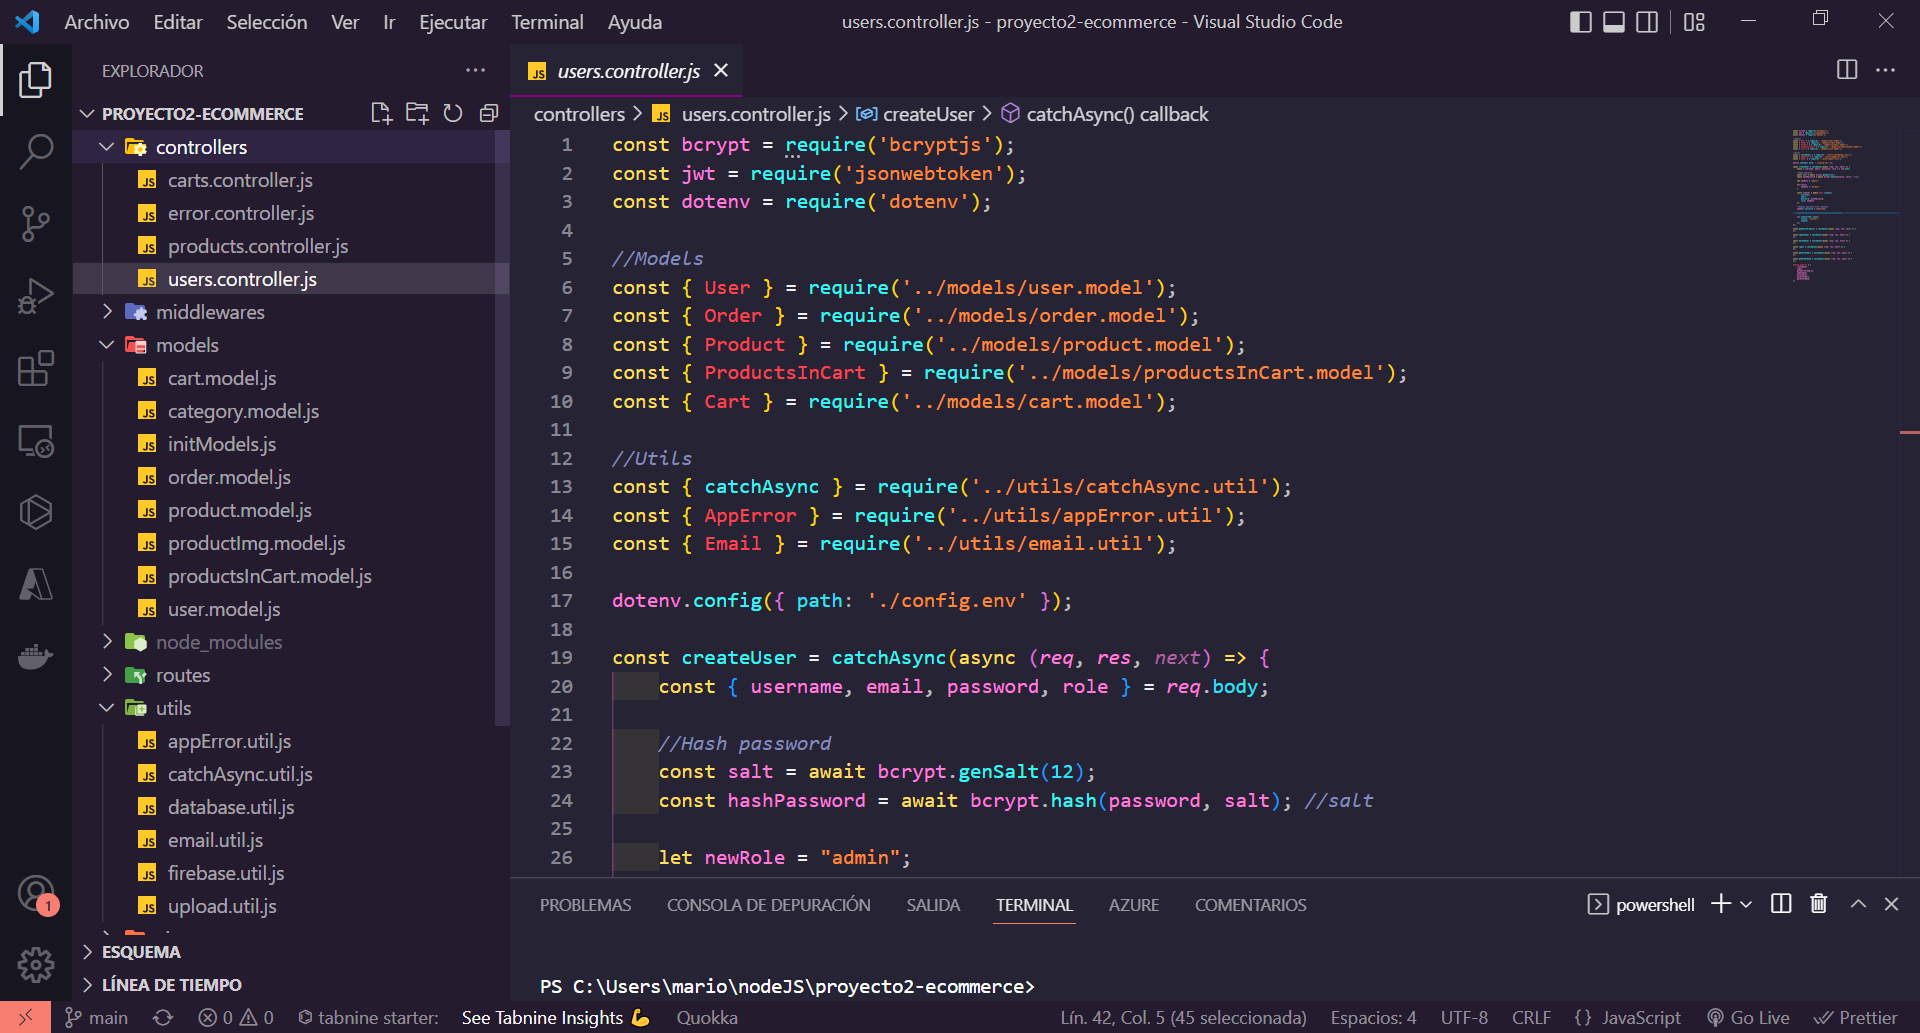 Archivo Editar Selección Ver Ir Ejecutar Terminal Ayuda
users.controller.js - proyecto2-ecommerce - Visual Studio Code
EXPLORADOR
PROYECTO2-ECOMMERCE
controllers
carts.controller.js
error.controller.js
products.controller.js
users.controller.js
middlewares
models
cart.model.js
category.model.js
initModels.js
order.model.js
product.model.js
productImg.model.js
productsInCart.model.js
user.model.js
node_modules
routes
utils
appError.util.js
catchAsync.util.js
database.util.js
email.util.js
firebase.util.js
upload.util.js
ESQUEMA
LÍNEA DE TIEMPO
1
JS users.controller.js
controllers > JS users.controller.js > createUser > catchAsync() callback
1 const bcrypt = require('bcryptjs');
2 const jwt = require('jsonwebtoken');
3 const dotenv = require('dotenv');
4
5 //Models
6 const { User } = require('../models/user.model');
7 const { Order } = require('../models/order.model');
8 const { Product } = require('../models/product.model');
9 const { ProductsInCart } = require('../models/productsInCart.model');
10 const { Cart } = require('../models/cart.model');
11
12 //Utils
13 const { catchAsync } = require('../utils/catchAsync.util');
14 const { AppError } = require('../utils/appError.util');
15 const { Email } = require('../utils/email.util');
16
17 dotenv.config({ path: './config.env' });
18
19 const createUser = catchAsync(async (req, res, next) => {
20 const { username, email, password, role } = req.body;
21
22 //Hash password
23 const salt = await bcrypt.genSalt(12);
24 const hashPassword = await bcrypt.hash(password, salt); //salt
25
26 let newRole = "admin";
PROBLEMAS CONSOLA DE DEPURACIÓN SALIDA TERMINAL AZURE COMENTARIOS
powershell
PS C:\Users\mario\nodeJS\proyecto2-ecommerce>
main 0 0 tabnine starter: See Tabnine Insights 💪 Quokka Lín. 42, Col. 5 (45 seleccionada) Espacios: 4 UTF-8 CRLF {} JavaScript Go Live Prettier